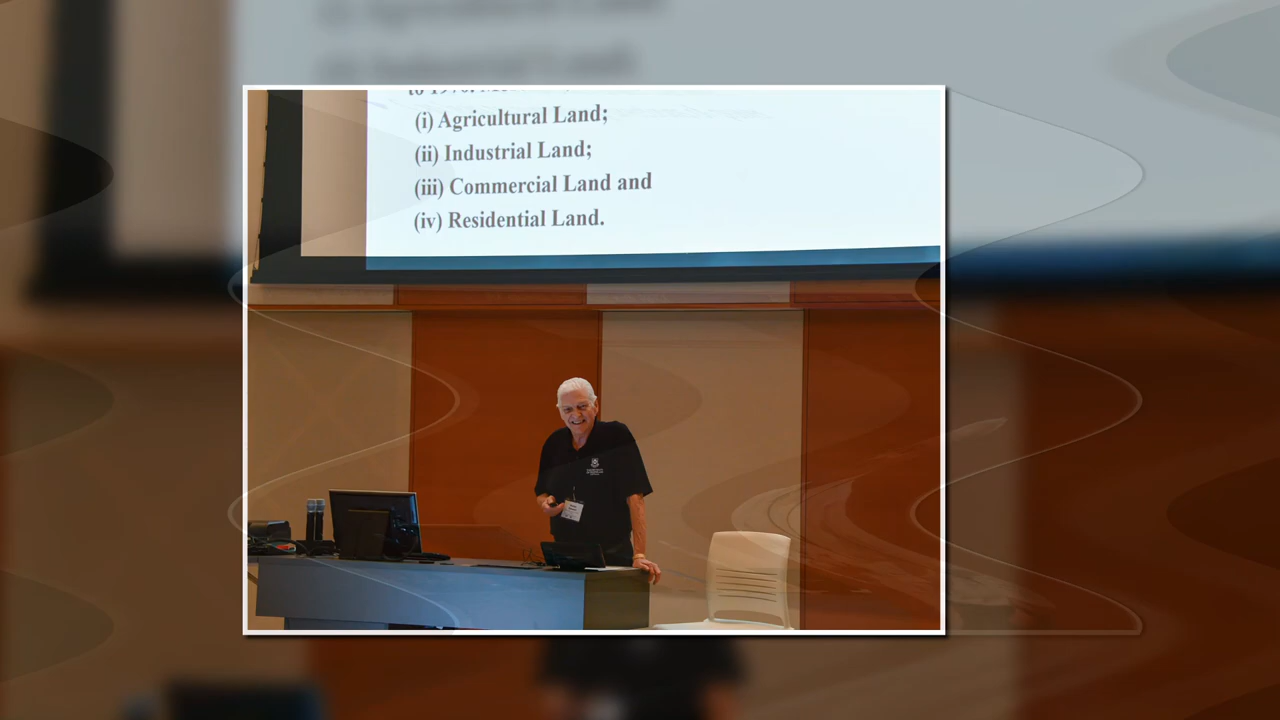 (i) Agricultural Land;
(ii) Industrial Land;
(iii) Commercial Land and
(iv) Residential Land.